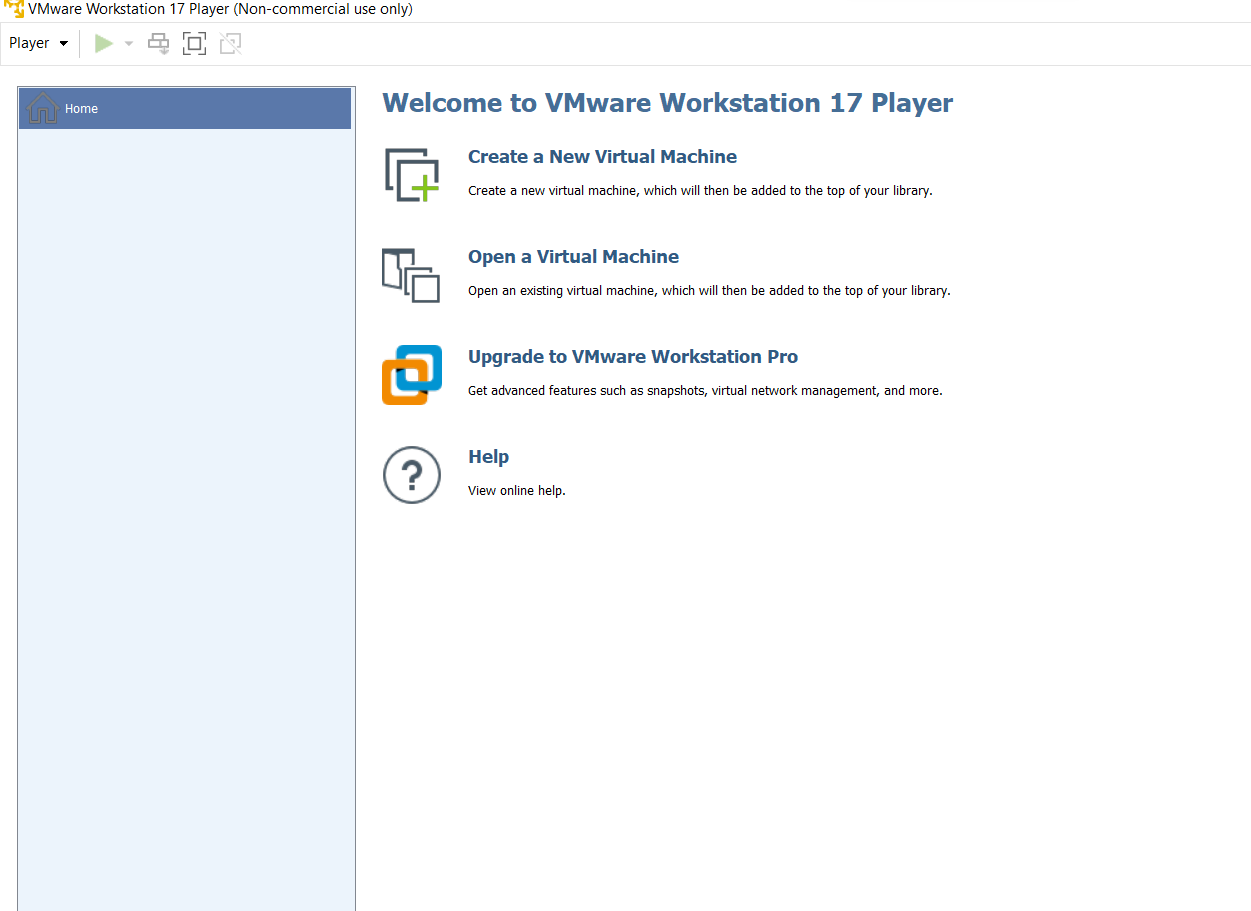 VMware Workstation 17 Player (Non-commercial use only)
Player
Home
Welcome to VMware Workstation 17 Player
Create a New Virtual Machine
Create a new virtual machine, which will then be added to the top of your library.
Open a Virtual Machine
Open an existing virtual machine, which will then be added to the top of your library.
Upgrade to VMware Workstation Pro
Get advanced features such as snapshots, virtual network management, and more.
Help
View online help.